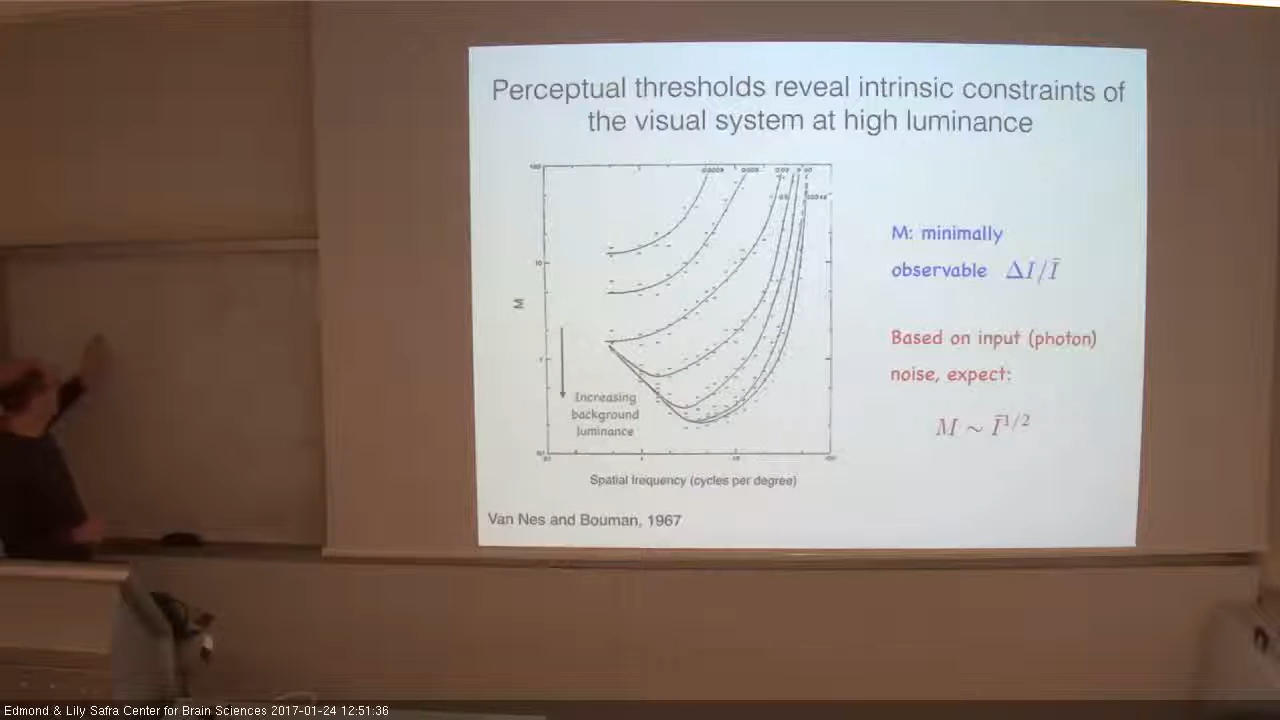 Perceptual thresholds reveal intrinsic constraints of
the visual system at high luminance
M
Increasing
background
luminance
Spatial frequency (cycles per degree)
Van Nes and Bouman, 1967
M: minimally
observable ΔI/Ī
Based on input (photon)
noise, expect:
M ~ Ī^1/2
Edmond & Lily Safra Center for Brain Sciences 2017-01-24 12:51:36